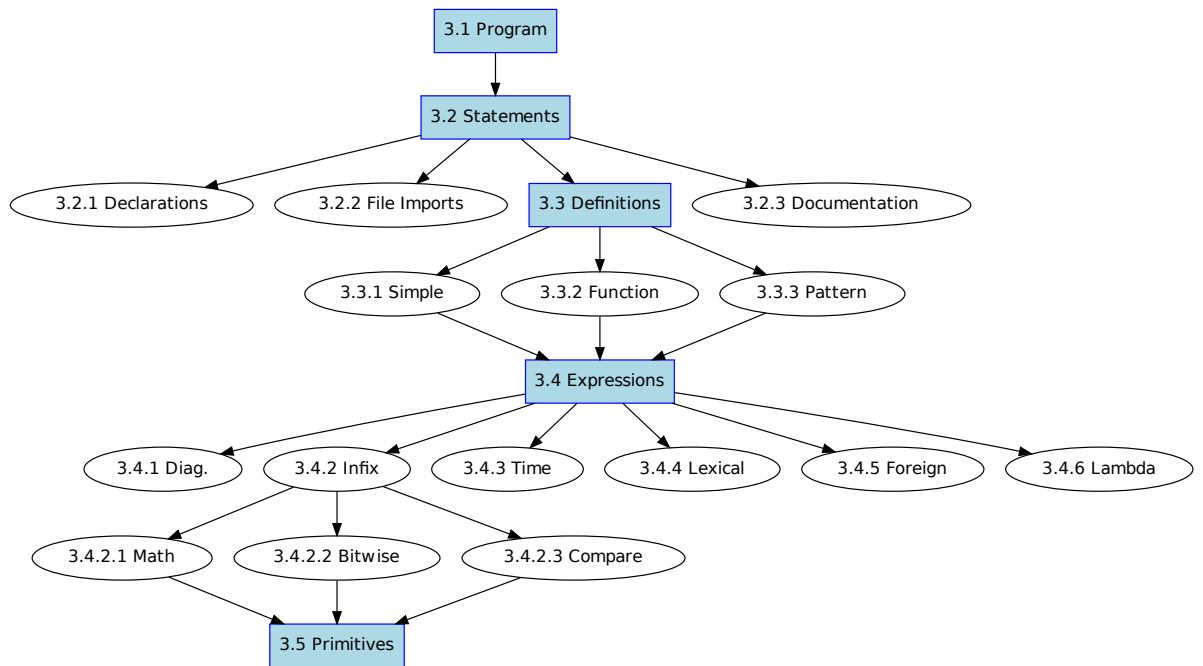 3.1 Program
3.2 Statements
3.2.1 Declarations
3.2.2 File Imports
3.3 Definitions
3.2.3 Documentation
3.3.1 Simple
3.3.2 Function
3.3.3 Pattern
3.4 Expressions
3.4.1 Diag.
3.4.2 Infix
3.4.3 Time
3.4.4 Lexical
3.4.5 Foreign
3.4.6 Lambda
3.4.2.1 Math
3.4.2.2 Bitwise
3.4.2.3 Compare
3.5 Primitives